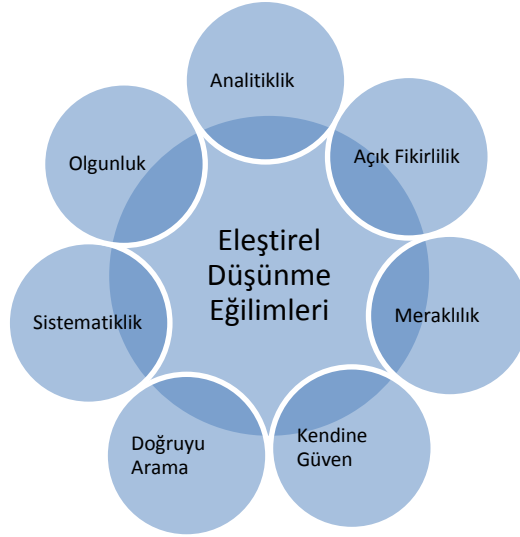 Analitiklik
Açık Fikirlilik
Olgunluk
Eleştirel
Düşünme
Eğilimleri
Meraklılık
Sistematiklik
Kendine
Güven
Doğruyu
Arama